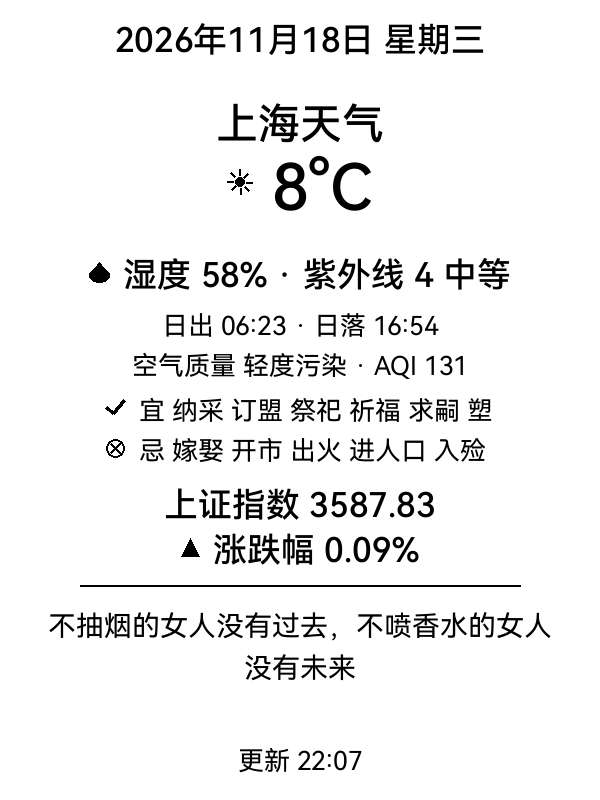 2026年11月18日 星期三
上海天气
8°C
湿度 58% · 紫外线 4 中等
日出 06:23 · 日落 16:54
空气质量 轻度污染 · AQI 131
宜 纳采 订盟 祭祀 祈福 求嗣 塑
忌 嫁娶 开市 出火 进人口 入殓
上证指数 3587.83
▲ 涨跌幅 0.09%
不抽烟的女人没有过去，不喷香水的女人
没有未来
更新 22:07